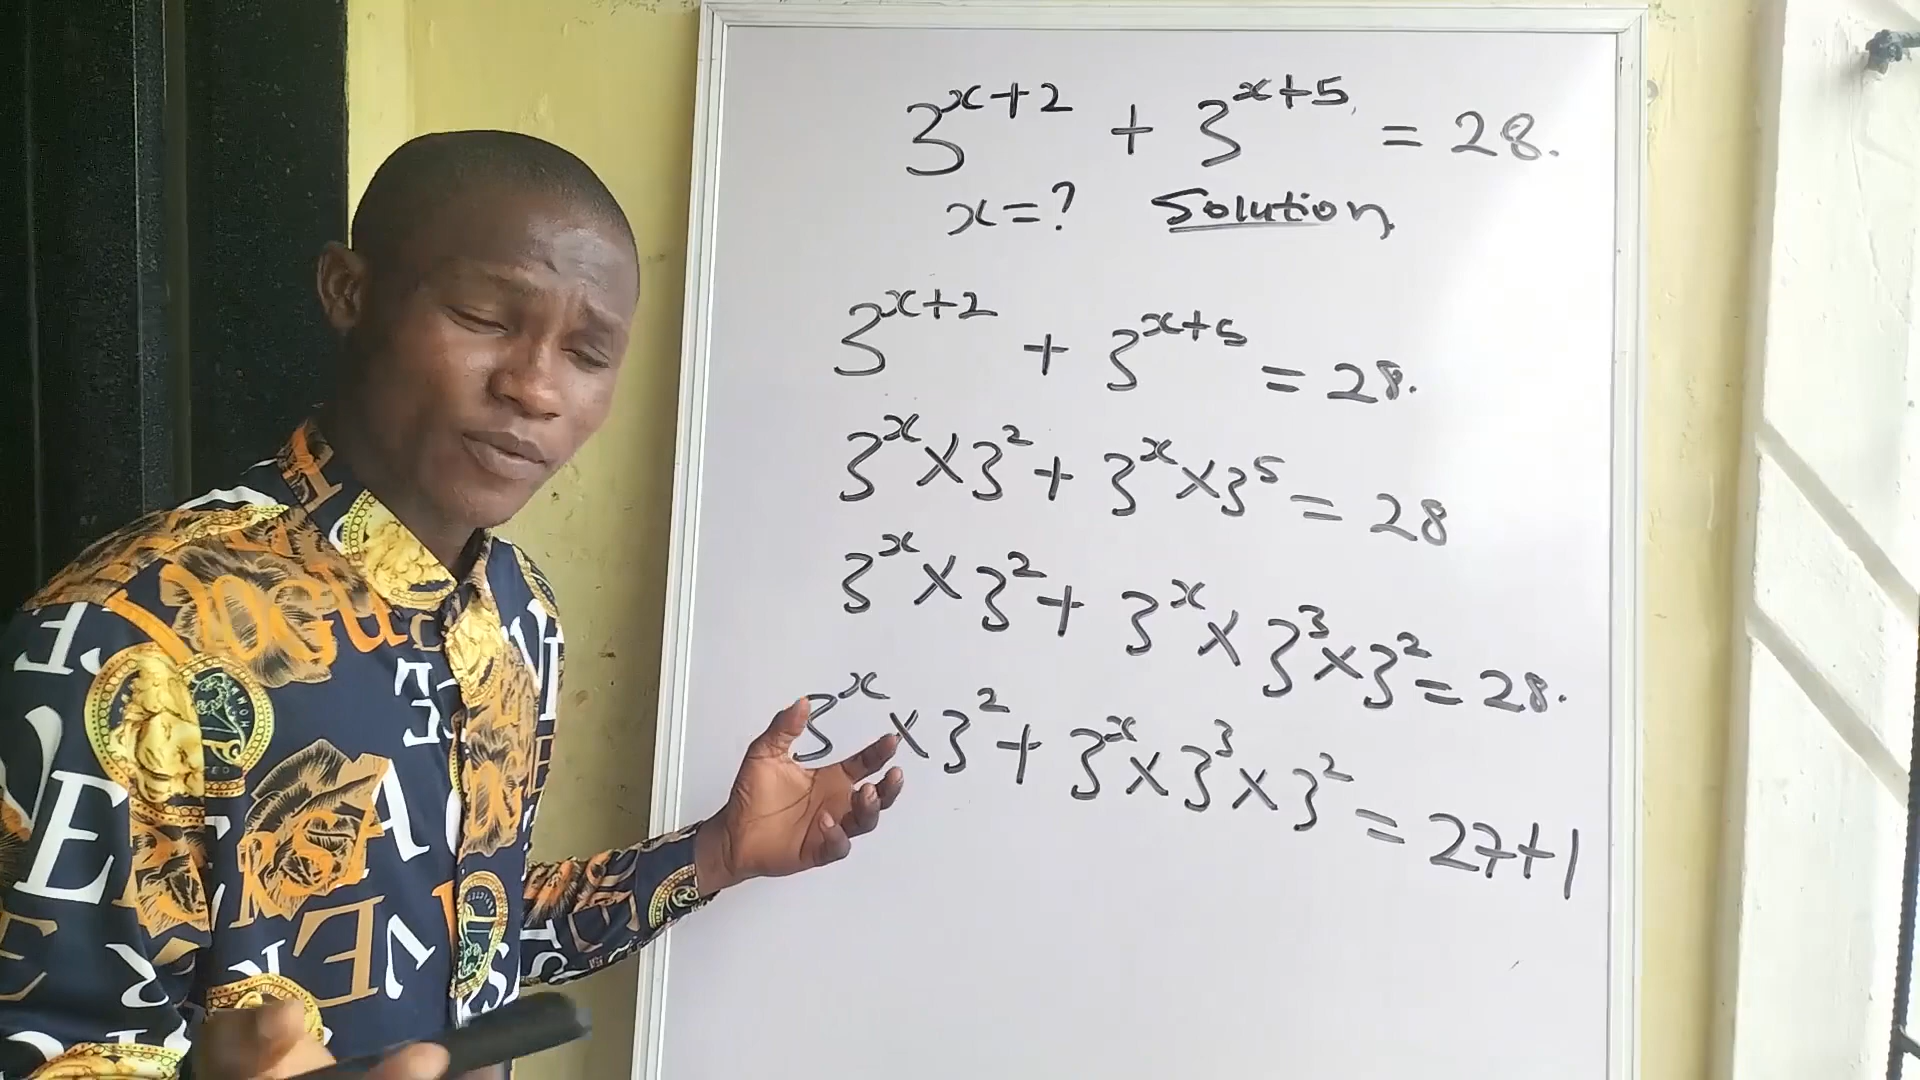 3^{x+2} + 3^{x+5} = 28.
x = ? Solution
3^{x+2} + 3^{x+5} = 28.
3^x × 3^2 + 3^x × 3^5 = 28
3^x × 3^2 + 3^x × 3^3 × 3^2 = 28.
3^x × 3^2 + 3^x × 3^3 × 3^2 = 27+1